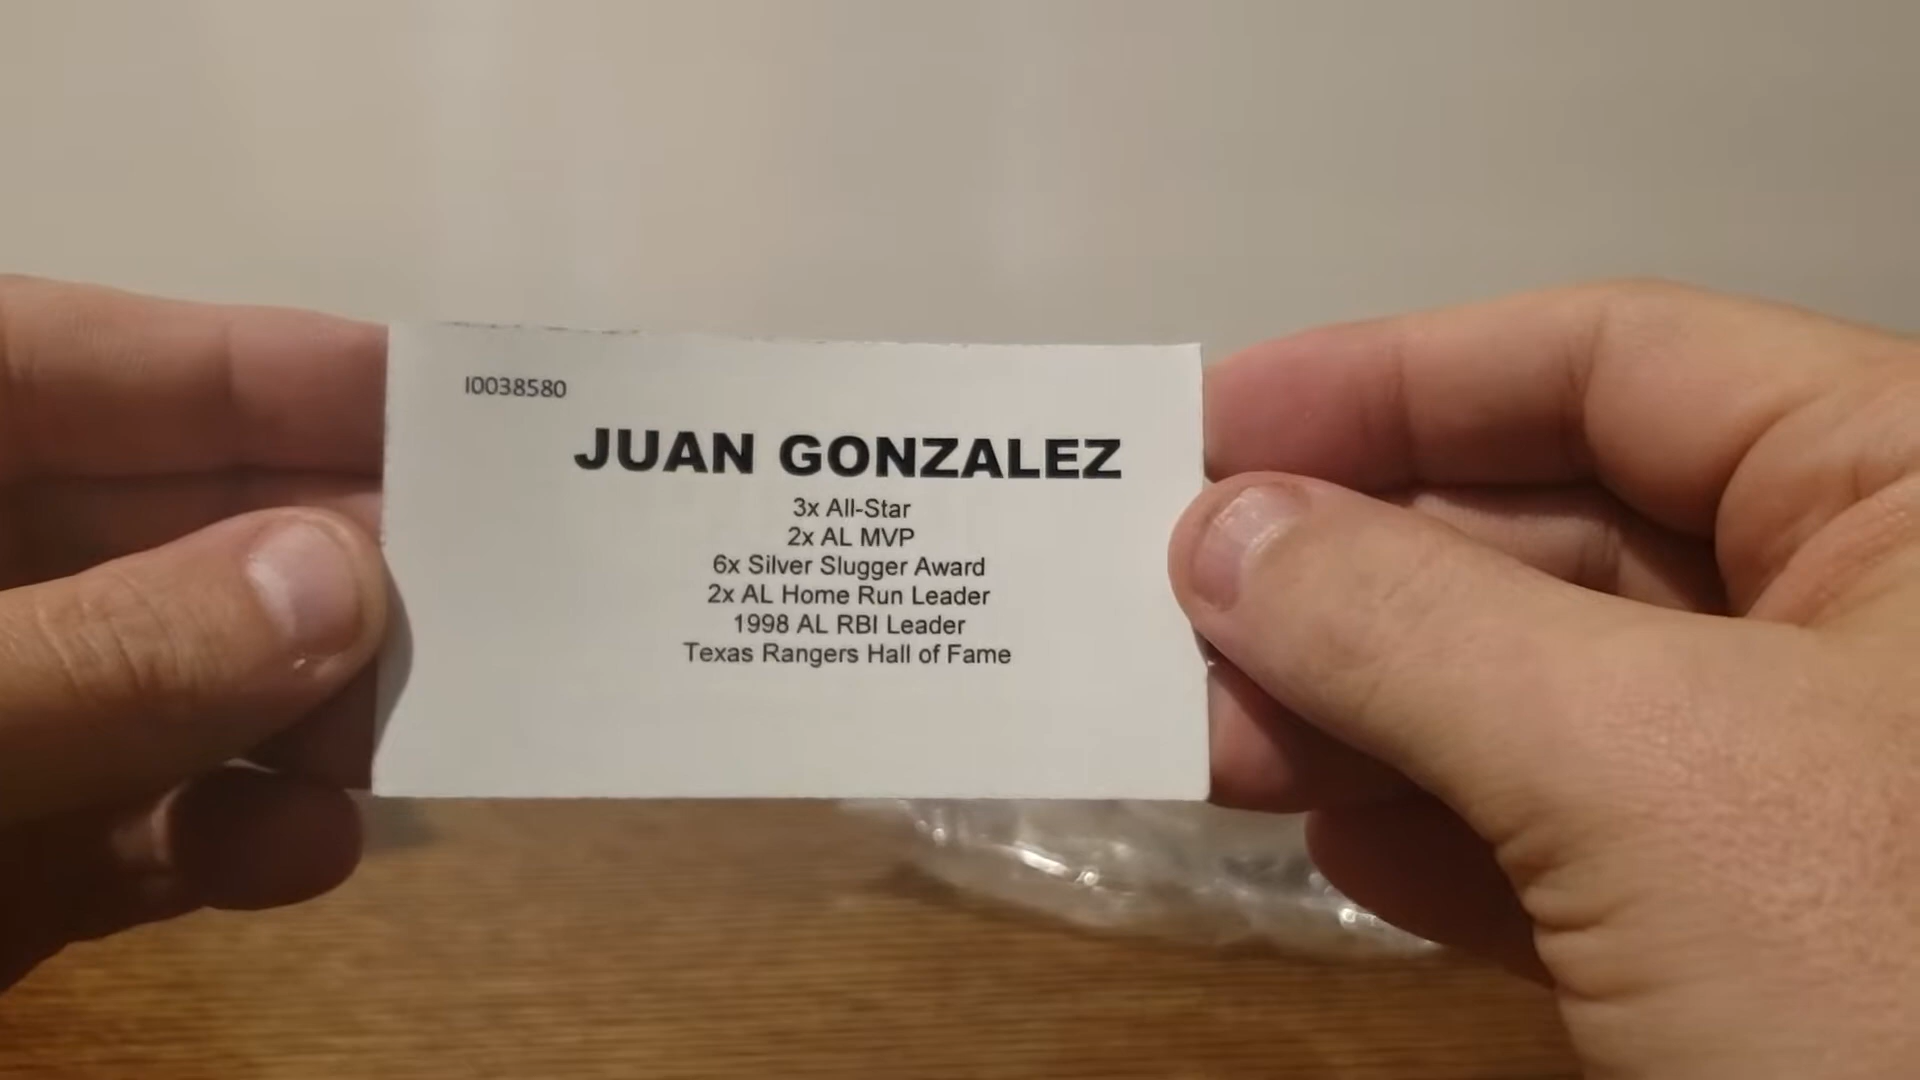 I0038580
JUAN GONZALEZ
3x All-Star
2x AL MVP
6x Silver Slugger Award
2x AL Home Run Leader
1998 AL RBI Leader
Texas Rangers Hall of Fame